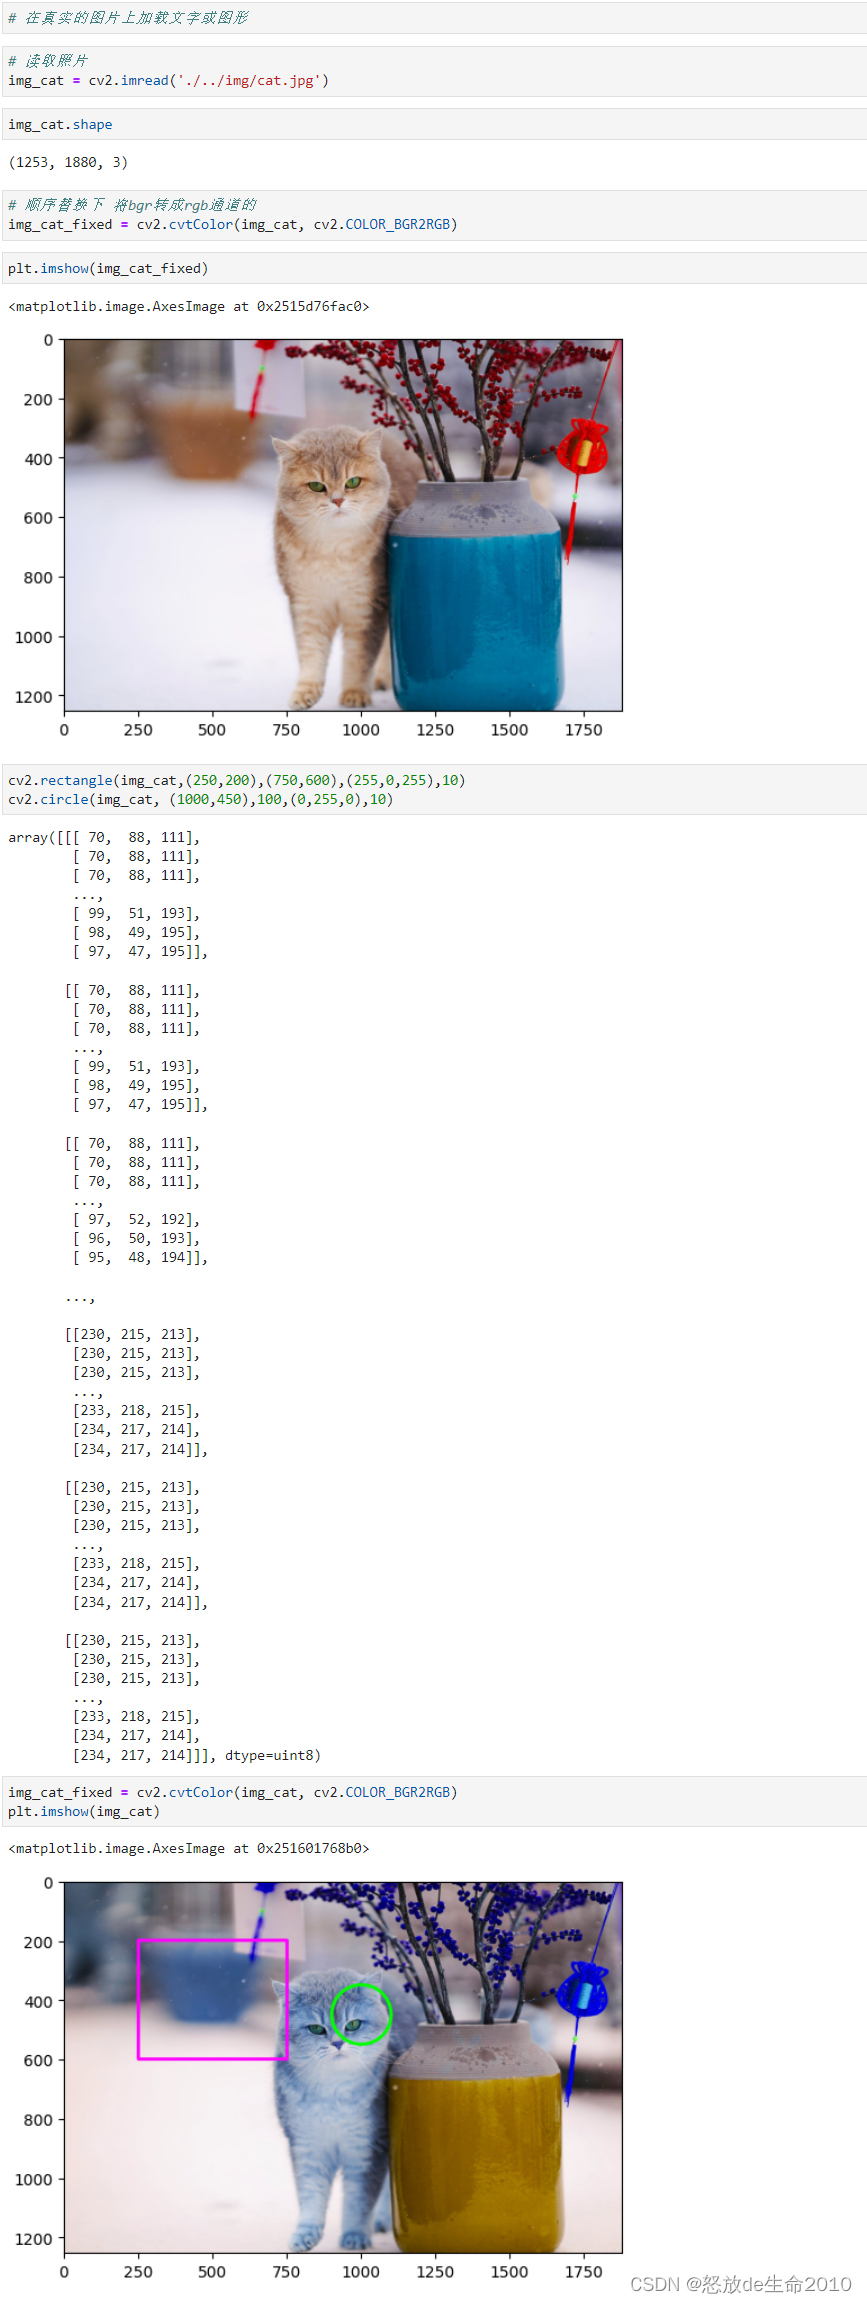 # 在真实的图片上加载文字或图形
# 读取照片
img_cat = cv2.imread('./../img/cat.jpg')
img_cat.shape
(1253, 1880, 3)
# 顺序替换下 将bgr转成rgb通道的
img_cat_fixed = cv2.cvtColor(img_cat, cv2.COLOR_BGR2RGB)
plt.imshow(img_cat_fixed)
<matplotlib.image.AxesImage at 0x2515d76fac0>
0
200
400
600
800
1000
1200
0 250 500 750 1000 1250 1500 1750
cv2.rectangle(img_cat,(250,200),(750,600),(255,0,255),10)
cv2.circle(img_cat, (1000,450),100,(0,255,0),10)
array([[[ 70,  88, 111],
        [ 70,  88, 111],
        [ 70,  88, 111],
        ...,
        [ 99,  51, 193],
        [ 98,  49, 195],
        [ 97,  47, 195]],
       [[ 70,  88, 111],
        [ 70,  88, 111],
        [ 70,  88, 111],
        ...,
        [ 99,  51, 193],
        [ 98,  49, 195],
        [ 97,  47, 195]],
       [[ 70,  88, 111],
        [ 70,  88, 111],
        [ 70,  88, 111],
        ...,
        [ 97,  52, 192],
        [ 96,  50, 193],
        [ 95,  48, 194]],
       ...,
       [[230, 215, 213],
        [230, 215, 213],
        [230, 215, 213],
        ...,
        [233, 218, 215],
        [234, 217, 214],
        [234, 217, 214]],
       [[230, 215, 213],
        [230, 215, 213],
        [230, 215, 213],
        ...,
        [233, 218, 215],
        [234, 217, 214],
        [234, 217, 214]],
       [[230, 215, 213],
        [230, 215, 213],
        [230, 215, 213],
        ...,
        [233, 218, 215],
        [234, 217, 214],
        [234, 217, 214]]], dtype=uint8)
img_cat_fixed = cv2.cvtColor(img_cat, cv2.COLOR_BGR2RGB)
plt.imshow(img_cat)
<matplotlib.image.AxesImage at 0x251601768b0>
0
200
400
600
800
1000
1200
0 250 500 750 1000 1250 1500 1750
CSDN @怒放de生命2010